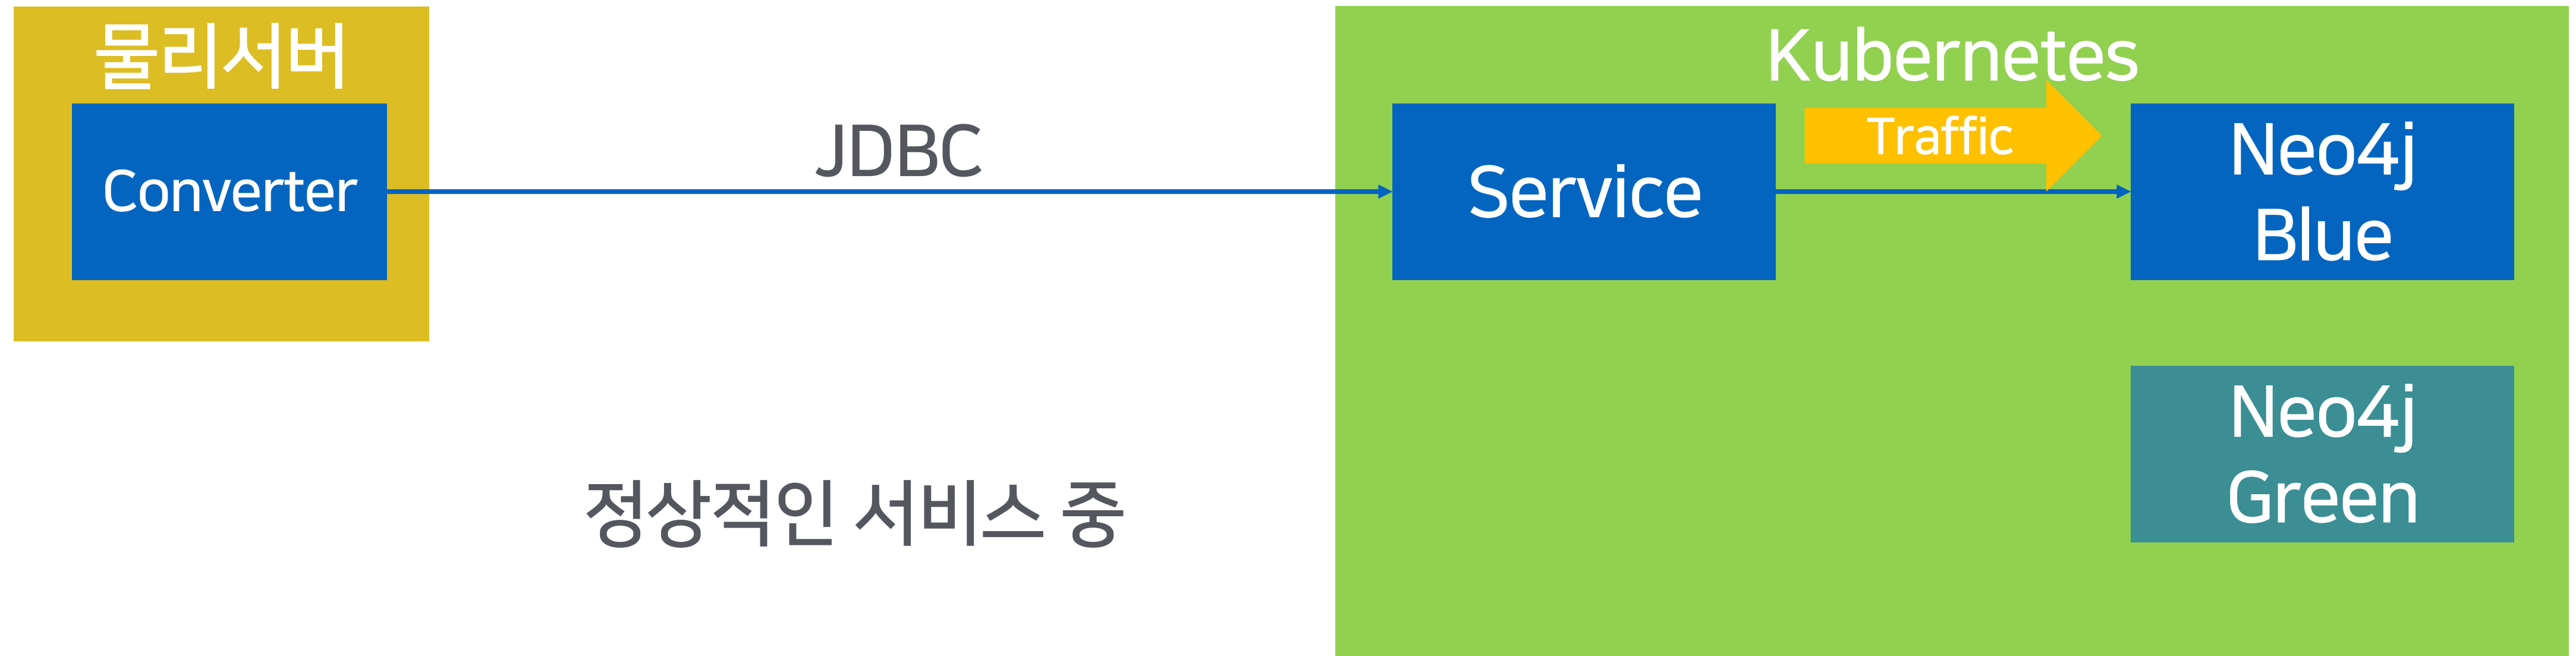 물리서버
Converter
JDBC
Kubernetes
Service
Traffic
Neo4j
Blue
Neo4j
Green
정상적인 서비스 중